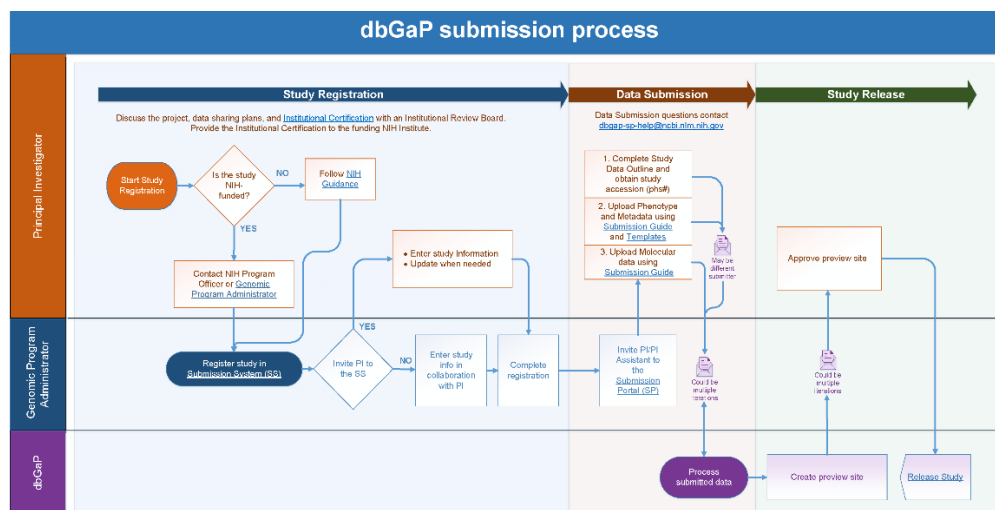 dbGaP submission process
Principal Investigator
Genomic Program
Administrator
dbGaP
Study Registration
Data Submission
Study Release
Discuss the project, data sharing plans, and Institutional Certification with an Institutional Review Board.
Provide the Institutional Certification to the funding NIH Institute.
Data Submission questions contact
dbgap-sp-help@ncbi.nlm.nih.gov
Start Study
Registration
Is the study
NIH-
funded?
NO
Follow NIH
Guidance
YES
Contact NIH Program
Officer or Genomic
Program Administrator
• Enter study Information
• Update when needed
1. Complete Study
Data Outline and
obtain study
accession (phs#)
2. Upload Phenotype
and Metadata using
Submission Guide
and Templates
3. Upload Molecular
data using
Submission Guide
May be
different
submitter
Approve preview site
Register study in
Submission System (SS)
YES
Invite PI to
the SS
NO
Enter study
info in
collaboration
with PI
Complete
registration
Invite PI/PI
Assistant to
the
Submission
Portal (SP)
Could be
multiple
iterations
Could be
multiple
iterations
Process
submitted data
Create preview site
Release Study